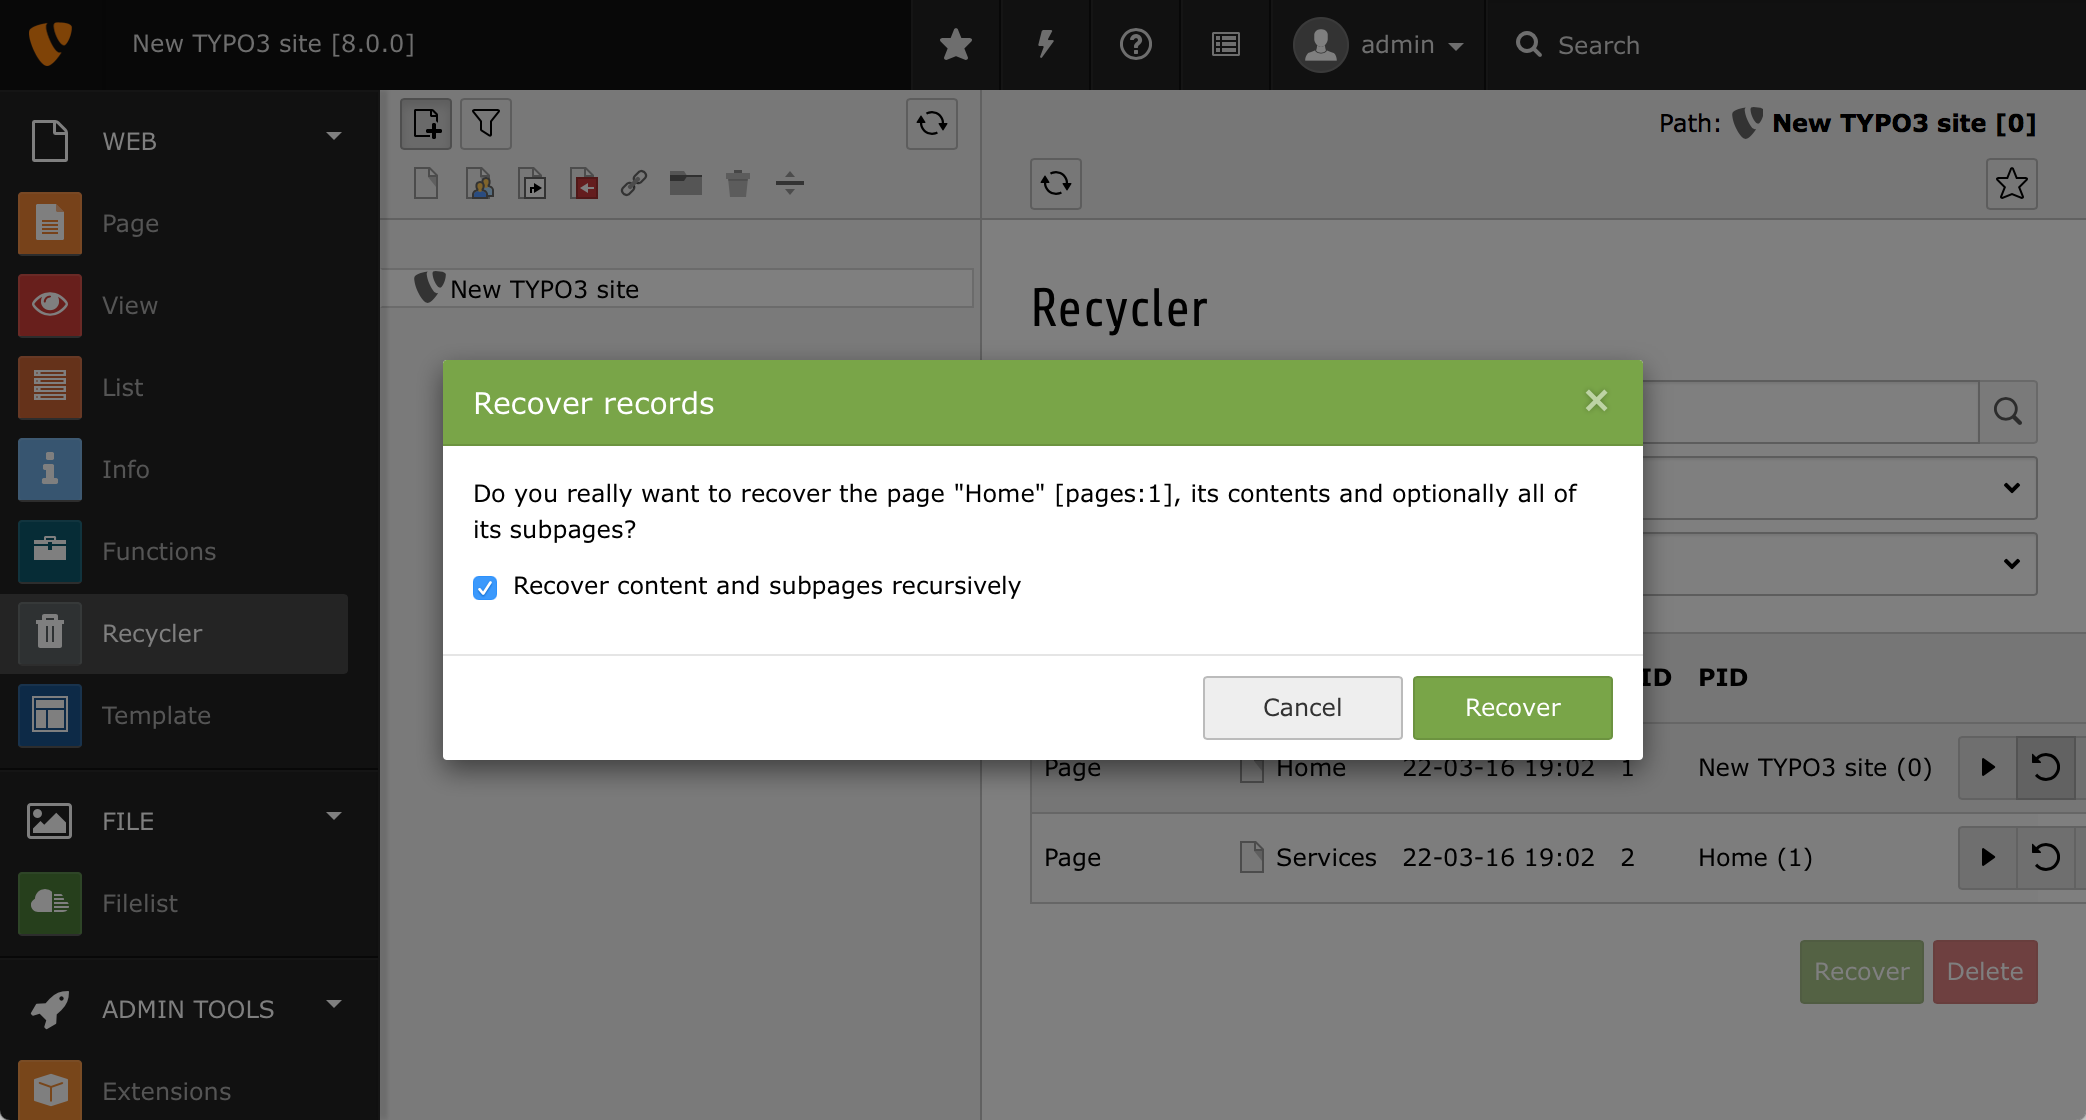 New TYPO3 site [8.0.0]
admin
Search
WEB
Page
View
List
Info
Functions
Recycler
Template
FILE
Filelist
ADMIN TOOLS
Extensions
New TYPO3 site
Path: New TYPO3 site [0]
Recycler
Recover records
×
Do you really want to recover the page "Home" [pages:1], its contents and optionally all of
its subpages?
Recover content and subpages recursively
Cancel
Recover
PID
Page Home 22-03-16 19:02 1 New TYPO3 site (0)
Page Services 22-03-16 19:02 2 Home (1)
Recover
Delete